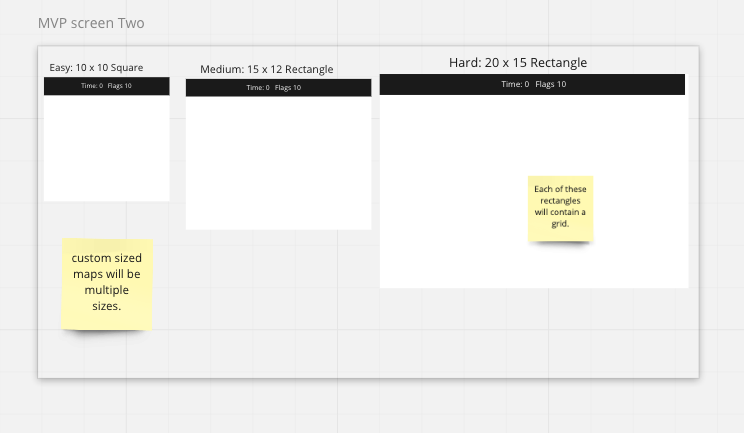 MVP screen Two
Easy: 10 x 10 Square
Time: 0 Flags 10
Medium: 15 x 12 Rectangle
Time: 0 Flags 10
Hard: 20 x 15 Rectangle
Time: 0 Flags 10
Each of these
rectangles
will contain a
grid.
custom sized
maps will be
multiple
sizes.